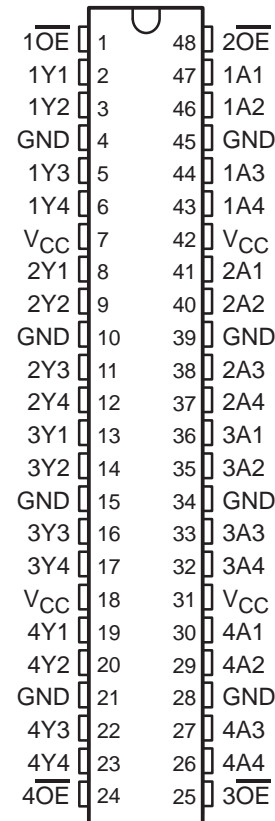 1O̅E̅ 1 48 2O̅E̅
1Y1 2 47 1A1
1Y2 3 46 1A2
GND 4 45 GND
1Y3 5 44 1A3
1Y4 6 43 1A4
VCC 7 42 VCC
2Y1 8 41 2A1
2Y2 9 40 2A2
GND 10 39 GND
2Y3 11 38 2A3
2Y4 12 37 2A4
3Y1 13 36 3A1
3Y2 14 35 3A2
GND 15 34 GND
3Y3 16 33 3A3
3Y4 17 32 3A4
VCC 18 31 VCC
4Y1 19 30 4A1
4Y2 20 29 4A2
GND 21 28 GND
4Y3 22 27 4A3
4Y4 23 26 4A4
4O̅E̅ 24 25 3O̅E̅